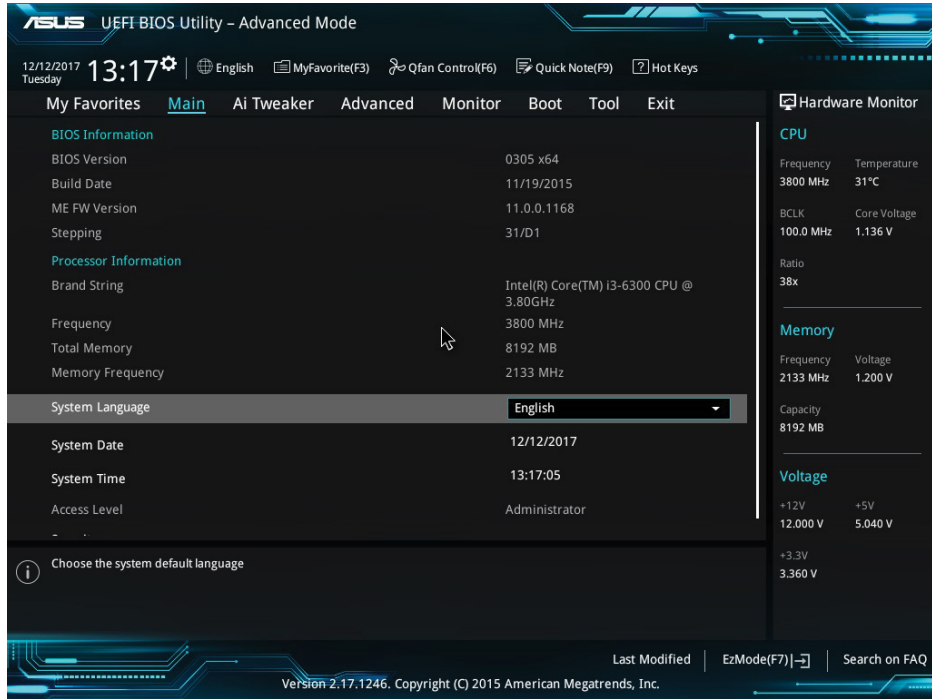 ASUS UEFI BIOS Utility – Advanced Mode
12/12/2017
Tuesday
13:17
English MyFavorite(F3) Qfan Control(F6) Quick Note(F9) ? Hot Keys
My Favorites Main Ai Tweaker Advanced Monitor Boot Tool Exit
BIOS Information
BIOS Version 0305 x64
Build Date 11/19/2015
ME FW Version 11.0.0.1168
Stepping 31/D1
Processor Information
Brand String Intel(R) Core(TM) i3-6300 CPU @
3.80GHz
Frequency 3800 MHz
Total Memory 8192 MB
Memory Frequency 2133 MHz
System Language English
System Date 12/12/2017
System Time 13:17:05
Access Level Administrator
i Choose the system default language
Hardware Monitor
CPU
Frequency Temperature
3800 MHz 31°C
BCLK Core Voltage
100.0 MHz 1.136 V
Ratio
38x
Memory
Frequency Voltage
2133 MHz 1.200 V
Capacity
8192 MB
Voltage
+12V +5V
12.000 V 5.040 V
+3.3V
3.360 V
Last Modified EzMode(F7) Search on FAQ
Version 2.17.1246. Copyright (C) 2015 American Megatrends, Inc.